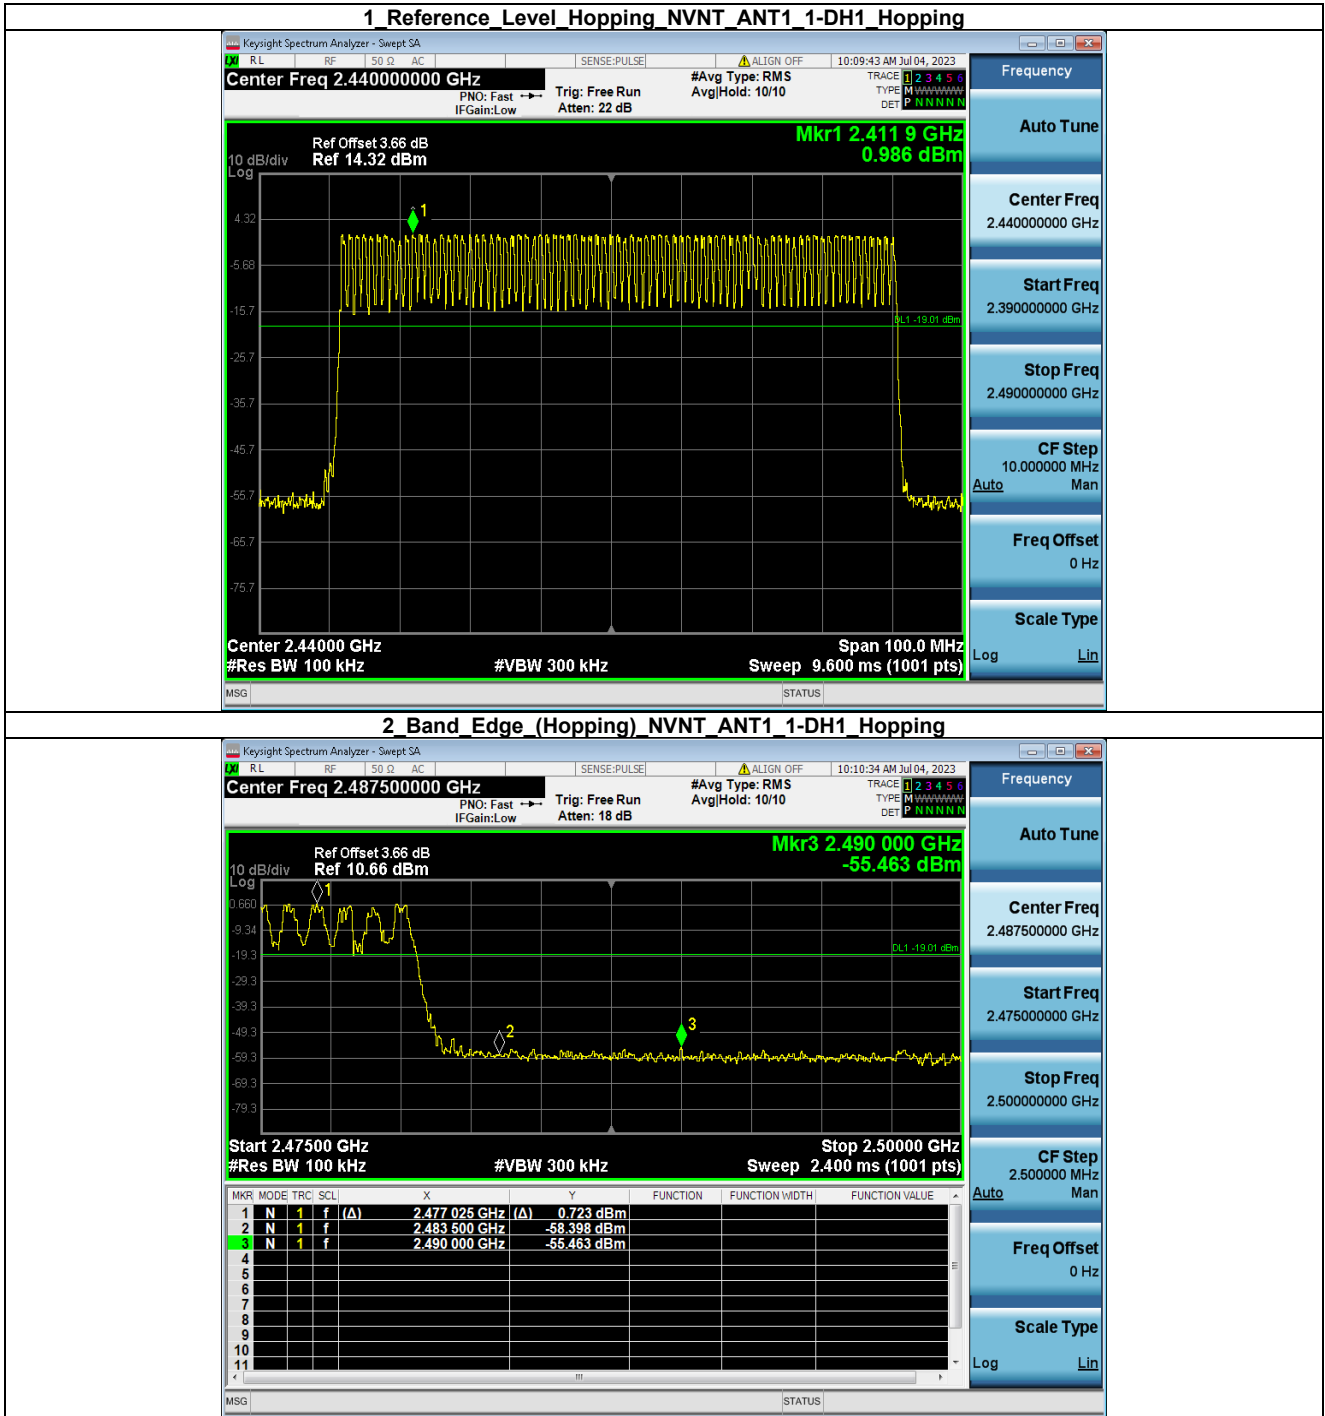 1_Reference_Level_Hopping_NVNT_ANT1_1-DH1_Hopping
Keysight Spectrum Analyzer - Swept SA
LXI RL RF 50 Ω AC SENSE:PULSE ALIGN OFF 10:09:43 AM Jul 04, 2023
Center Freq 2.440000000 GHz
PNO: Fast
IFGain:Low
Trig: Free Run
Atten: 22 dB
#Avg Type: RMS
Avg|Hold: 10/10
TRACE 1 2 3 4 5 6
TYPE M WWWWW
DET P N N N N N
Frequency
Auto Tune
Center Freq
2.440000000 GHz
Start Freq
2.390000000 GHz
Stop Freq
2.490000000 GHz
CF Step
10.000000 MHz
Auto Man
Freq Offset
0 Hz
Scale Type
Log Lin
Mkr1 2.411 9 GHz
0.986 dBm
Ref Offset 3.66 dB
10 dB/div Ref 14.32 dBm
Log
1
4.32
-5.68
-15.7
DL1 -19.01 dBm
-25.7
-35.7
-45.7
-55.7
-65.7
-75.7
Center 2.44000 GHz Span 100.0 MHz
#Res BW 100 kHz #VBW 300 kHz Sweep 9.600 ms (1001 pts)
MSG STATUS
2_Band_Edge_(Hopping)_NVNT_ANT1_1-DH1_Hopping
Keysight Spectrum Analyzer - Swept SA
LXI RL RF 50 Ω AC SENSE:PULSE ALIGN OFF 10:10:34 AM Jul 04, 2023
Center Freq 2.487500000 GHz
PNO: Fast
IFGain:Low
Trig: Free Run
Atten: 18 dB
#Avg Type: RMS
Avg|Hold: 10/10
TRACE 1 2 3 4 5 6
TYPE M WWWWW
DET P N N N N N
Frequency
Auto Tune
Center Freq
2.487500000 GHz
Start Freq
2.475000000 GHz
Stop Freq
2.500000000 GHz
CF Step
2.500000 MHz
Auto Man
Freq Offset
0 Hz
Scale Type
Log Lin
Mkr3 2.490 000 GHz
-55.463 dBm
Ref Offset 3.66 dB
10 dB/div Ref 10.66 dBm
Log
1
0.660
-9.34
-19.3
DL1 -19.01 dBm
-29.3
-39.3
-49.3
2
3
-59.3
-69.3
-79.3
Start 2.47500 GHz Stop 2.50000 GHz
#Res BW 100 kHz #VBW 300 kHz Sweep 2.400 ms (1001 pts)
MKR MODE TRC SCL X Y FUNCTION FUNCTION WIDTH FUNCTION VALUE
1 N 1 f (Δ) 2.477 025 GHz (Δ) 0.723 dBm
2 N 1 f 2.483 500 GHz -58.398 dBm
3 N 1 f 2.490 000 GHz -55.463 dBm
4
5
6
7
8
9
10
11
MSG STATUS